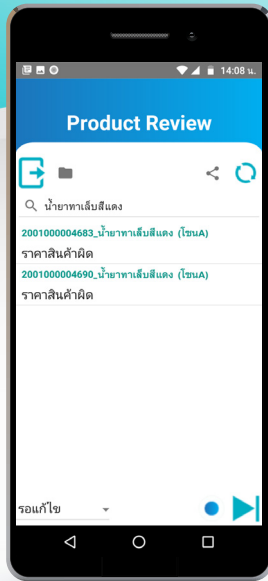 14:08 น.
Product Review
น้ำยาทาเล็บสีแดง
2001000004683_น้ำยาทาเล็บสีแดง (โซนA)
ราคาสินค้าผิด
2001000004690_น้ำยาทาเล็บสีแดง (โซนA)
ราคาสินค้าผิด
รอแก้ไข